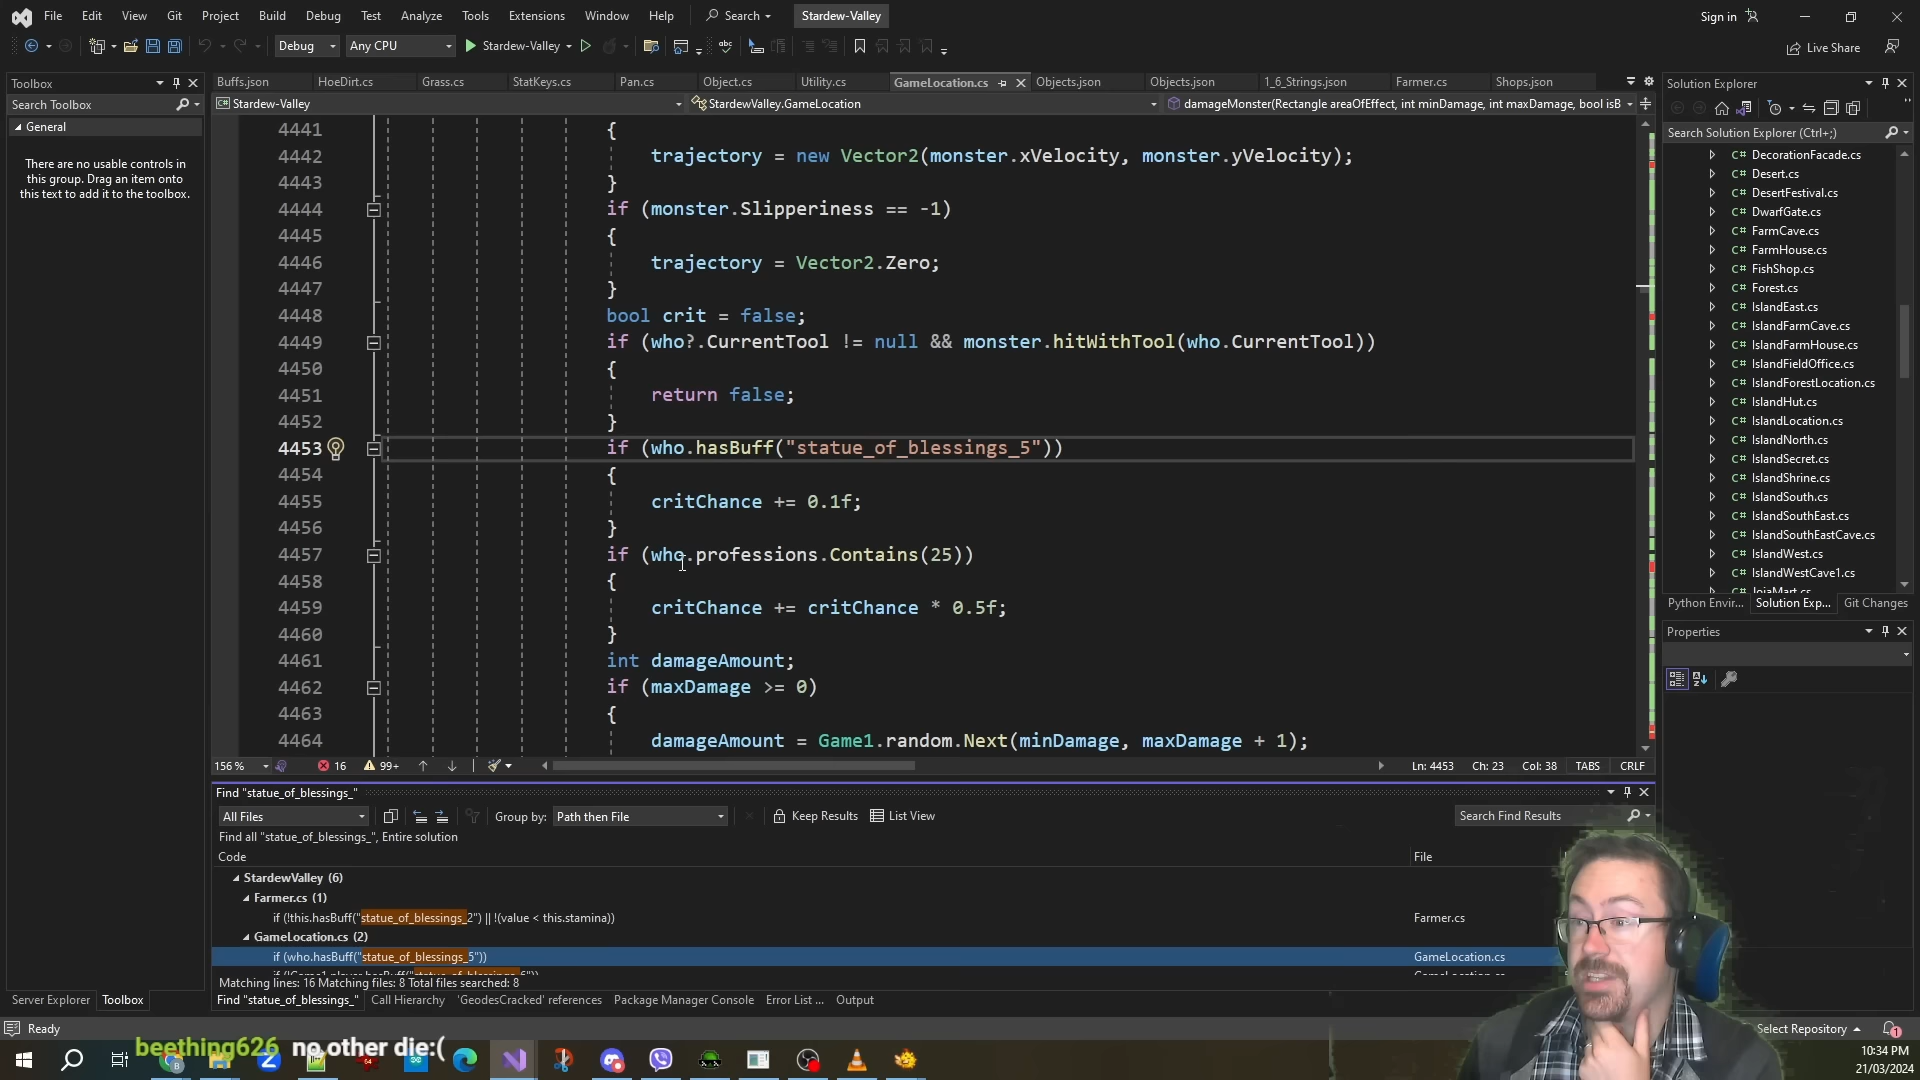 File Edit View Git Project Build Debug Test Analyze Tools Extensions Window Help Search Stardew-Valley Sign in
Debug Any CPU Stardew-Valley Live Share
Toolbox
Search Toolbox
General
There are no usable controls in
this group. Drag an item onto
this text to add it to the toolbox.
Buffs.json HoeDirt.cs Grass.cs StatKeys.cs Pan.cs Object.cs Utility.cs GameLocation.cs Objects.json Objects.json 1_6_Strings.json Farmer.cs Shops.json
Stardew-Valley StardewValley.GameLocation damageMonster(Rectangle areaOfEffect, int minDamage, int maxDamage, bool isB
4441 {
4442 trajectory = new Vector2(monster.xVelocity, monster.yVelocity);
4443 }
4444 if (monster.Slipperiness == -1)
4445 {
4446 trajectory = Vector2.Zero;
4447 }
4448 bool crit = false;
4449 if (who?.CurrentTool != null && monster.hitWithTool(who.CurrentTool))
4450 {
4451 return false;
4452 }
4453 if (who.hasBuff("statue_of_blessings_5"))
4454 {
4455 critChance += 0.1f;
4456 }
4457 if (who.professions.Contains(25))
4458 {
4459 critChance += critChance * 0.5f;
4460 }
4461 int damageAmount;
4462 if (maxDamage >= 0)
4463 {
4464 damageAmount = Game1.random.Next(minDamage, maxDamage + 1);
156 % 16 99+ Ln: 4453 Ch: 23 Col: 38 TABS CRLF
Find "statue_of_blessings_"
All Files Group by: Path then File Keep Results List View Search Find Results
Find all "statue_of_blessings_", Entire solution
Code File
StardewValley (6)
Farmer.cs (1)
if (!this.hasBuff("statue_of_blessings_2") || !(value < this.stamina)) Farmer.cs
GameLocation.cs (2)
if (who.hasBuff("statue_of_blessings_5")) GameLocation.cs
if (!Game1.player.hasBuff("statue_of_blessings_6")) GameLocation.cs
Matching lines: 16 Matching files: 8 Total files searched: 8
Server Explorer Toolbox Find "statue_of_blessings_" Call Hierarchy 'GeodesCracked' references Package Manager Console Error List ... Output
Solution Explorer
Search Solution Explorer (Ctrl+;)
C# DecorationFacade.cs
C# Desert.cs
C# DesertFestival.cs
C# DwarfGate.cs
C# FarmCave.cs
C# FarmHouse.cs
C# FishShop.cs
C# Forest.cs
C# IslandEast.cs
C# IslandFarmCave.cs
C# IslandFarmHouse.cs
C# IslandFieldOffice.cs
C# IslandForestLocation.cs
C# IslandHut.cs
C# IslandLocation.cs
C# IslandNorth.cs
C# IslandSecret.cs
C# IslandShrine.cs
C# IslandSouth.cs
C# IslandSouthEast.cs
C# IslandSouthEastCave.cs
C# IslandWest.cs
C# IslandWestCave1.cs
C# JojaMart.cs
Python Envir... Solution Exp... Git Changes
Properties
Ready
Select Repository 1
beething626 no other die:(
10:34 PM
21/03/2024